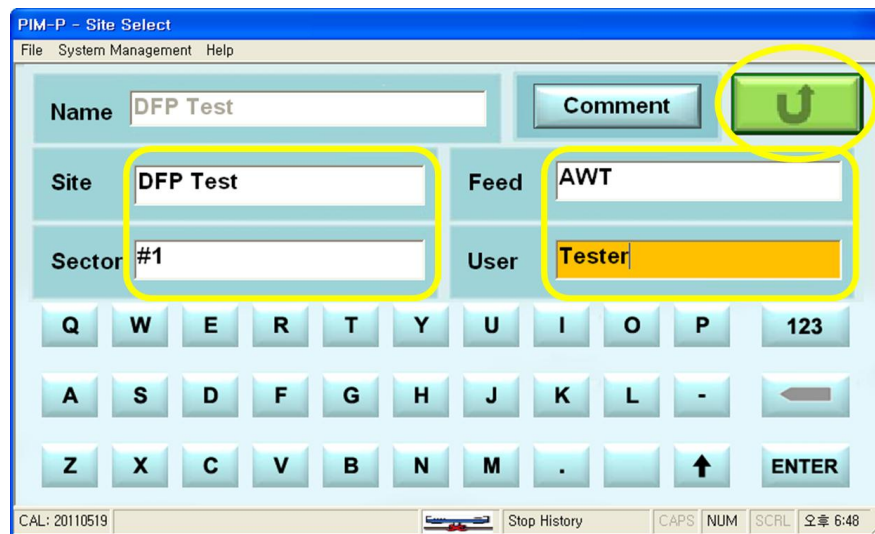 PIM-P - Site Select
File System Management Help
Name DFP Test Comment
Site DFP Test Feed AWT
Sector #1 User Tester
Q W E R T Y U I O P 123
A S D F G H J K L -
Z X C V B N M . ENTER
CAL: 20110519 Stop History CAPS NUM SCRL 오후 6:48